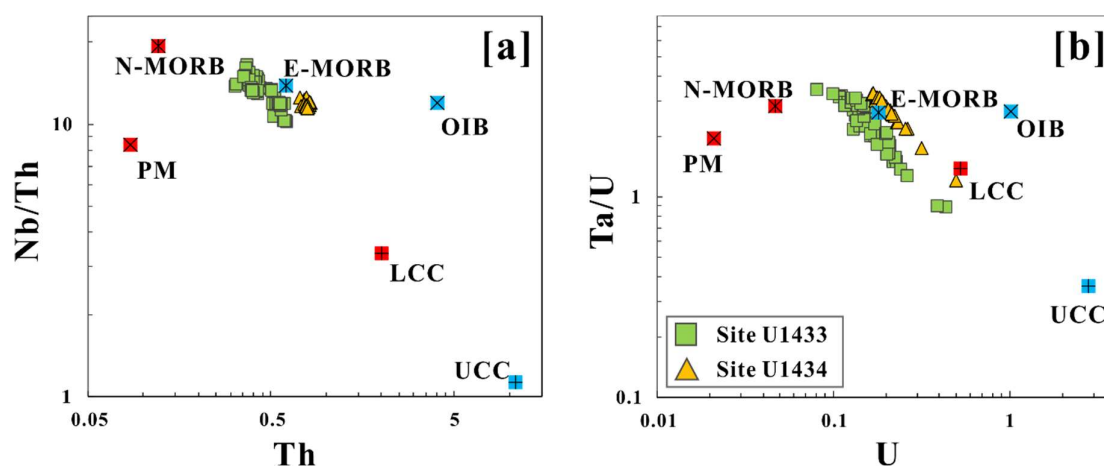 [a]
N-MORB
E-MORB
OIB
PM
LCC
UCC
10
1
0.05
0.5
5
Nb/Th
Th
[b]
N-MORB
E-MORB
OIB
PM
LCC
UCC
Site U1433
Site U1434
1
0.1
0.01
0.1
1
Ta/U
U